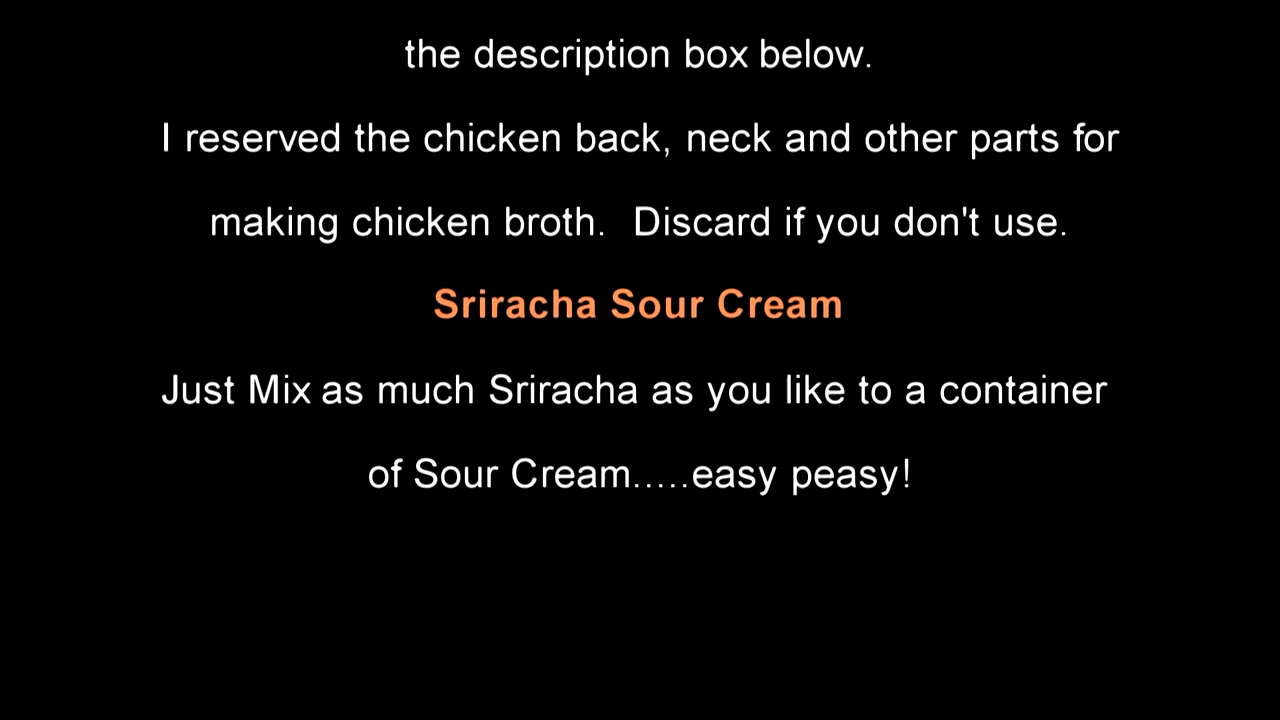 the description box below.
I reserved the chicken back, neck and other parts for
making chicken broth.  Discard if you don't use.
Sriracha Sour Cream
Just Mix as much Sriracha as you like to a container
of Sour Cream.....easy peasy!